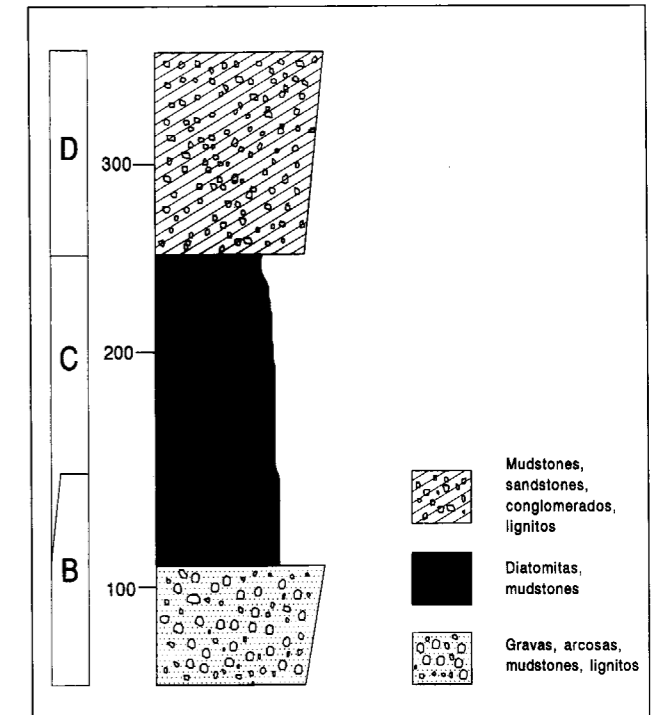 D
300
C
200
B
100
Mudstones,
sandstones,
conglomerados,
lignitos
Diatomitas,
mudstones
Gravas, arcosas,
mudstones, lignitos